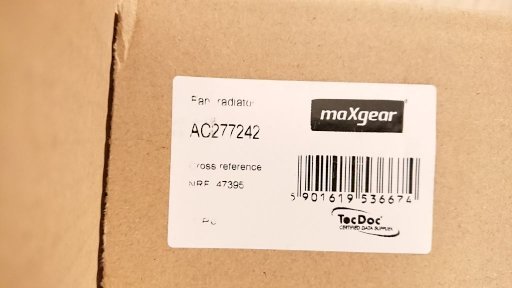 Fan, radiator
maXgear
AC277242
Cross reference
NRF 47395
5 901619 536674
TecDoc
CERTIFIED DATA SUPPLIER